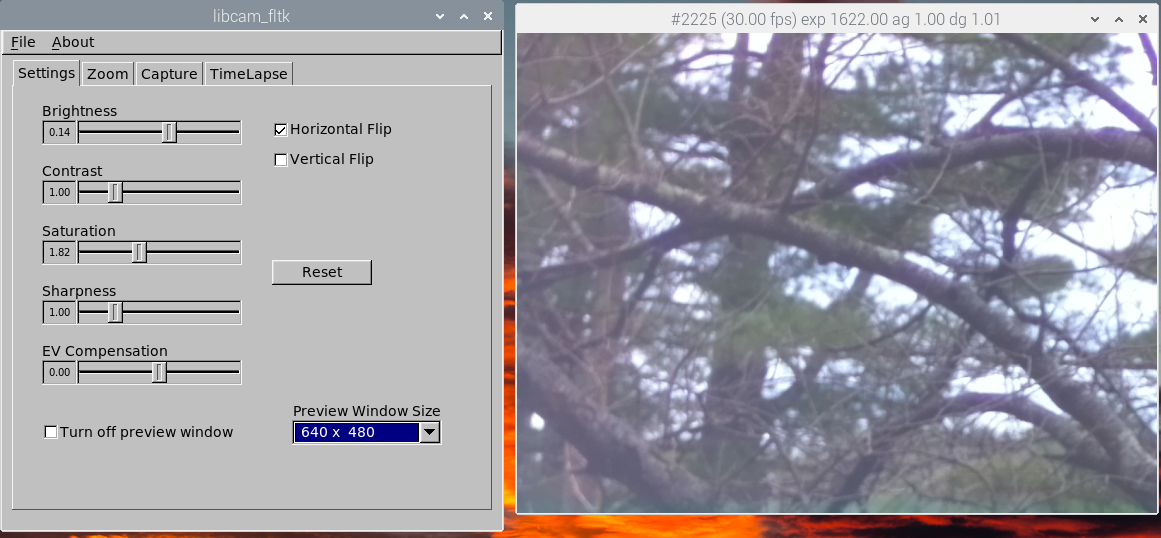 libcam_fltk
File About
Settings Zoom Capture TimeLapse
Brightness
0.14
Horizontal Flip
Vertical Flip
Contrast
1.00
Saturation
1.82
Reset
Sharpness
1.00
EV Compensation
0.00
Preview Window Size
Turn off preview window
640 x 480
#2225 (30.00 fps) exp 1622.00 ag 1.00 dg 1.01